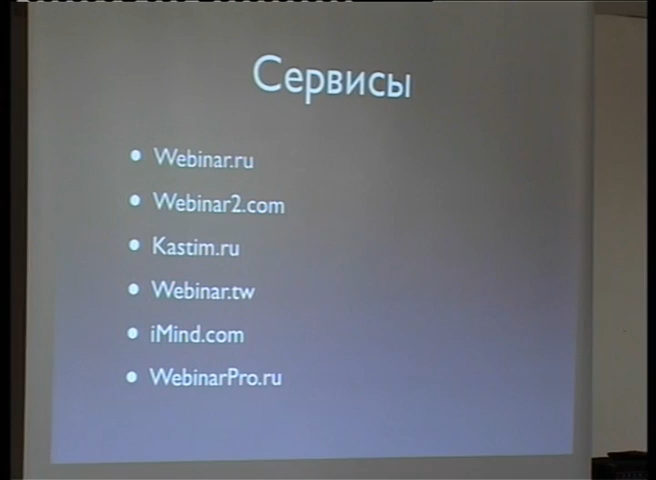 Сервисы
Webinar.ru
Webinar2.com
Kastim.ru
Webinar.tw
iMind.com
WebinarPro.ru